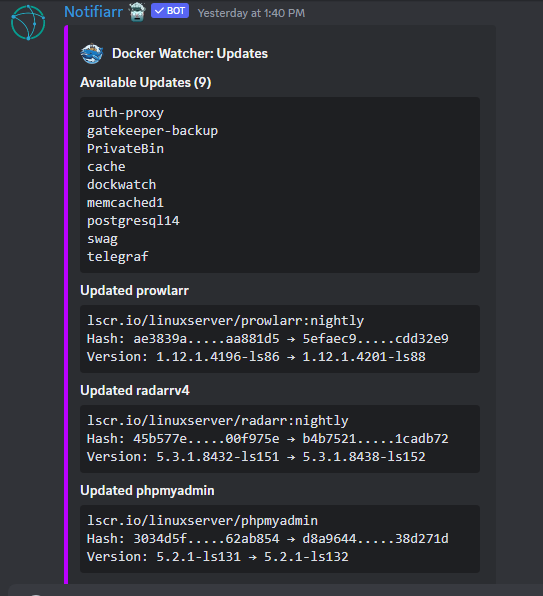 Notifiarr BOT Yesterday at 1:40 PM
Docker Watcher: Updates
Available Updates (9)
auth-proxy
gatekeeper-backup
PrivateBin
cache
dockwatch
memcached1
postgresql14
swag
telegraf
Updated prowlarr
lscr.io/linuxserver/prowlarr:nightly
Hash: ae3839a.....aa881d5 → 5efaec9.....cdd32e9
Version: 1.12.1.4196-ls86 → 1.12.1.4201-ls88
Updated radarrv4
lscr.io/linuxserver/radarr:nightly
Hash: 45b577e.....00f975e → b4b7521.....1cadb72
Version: 5.3.1.8432-ls151 → 5.3.1.8438-ls152
Updated phpmyadmin
lscr.io/linuxserver/phpmyadmin
Hash: 3034d5f.....62ab854 → d8a9644.....38d271d
Version: 5.2.1-ls131 → 5.2.1-ls132